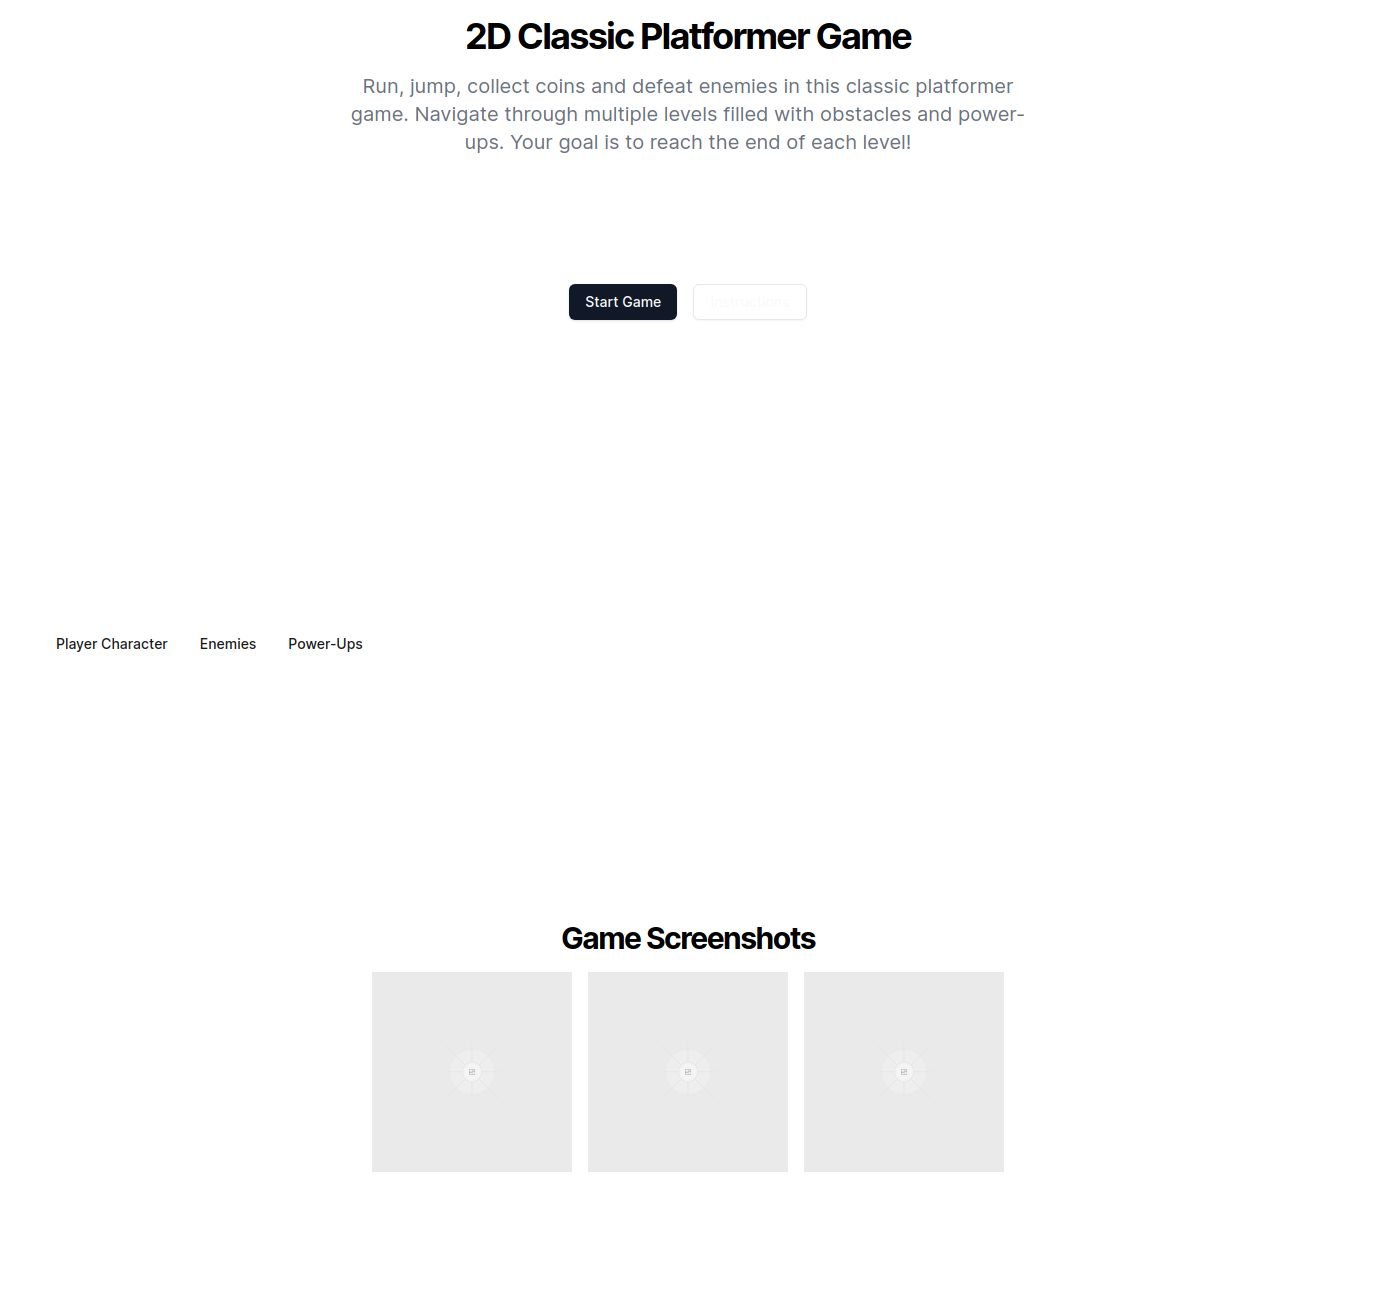 2D Classic Platformer Game
Run, jump, collect coins and defeat enemies in this classic platformer
game. Navigate through multiple levels filled with obstacles and power-
ups. Your goal is to reach the end of each level!
Start Game
Instructions
Player Character
Enemies
Power-Ups
Game Screenshots